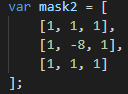 var mask2 = [
    [1, 1, 1],
    [1, -8, 1],
    [1, 1, 1]
];